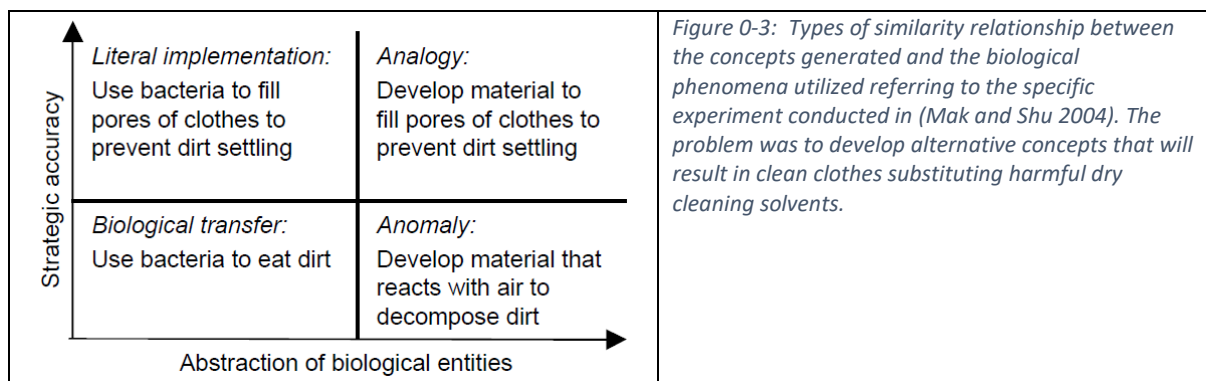 Strategic accuracy
Literal implementation:
Use bacteria to fill
pores of clothes to
prevent dirt settling
Analogy:
Develop material to
fill pores of clothes to
prevent dirt settling
Biological transfer:
Use bacteria to eat dirt
Anomaly:
Develop material that
reacts with air to
decompose dirt
Abstraction of biological entities
Figure 0-3:  Types of similarity relationship between
the concepts generated and the biological
phenomena utilized referring to the specific
experiment conducted in (Mak and Shu 2004). The
problem was to develop alternative concepts that will
result in clean clothes substituting harmful dry
cleaning solvents.